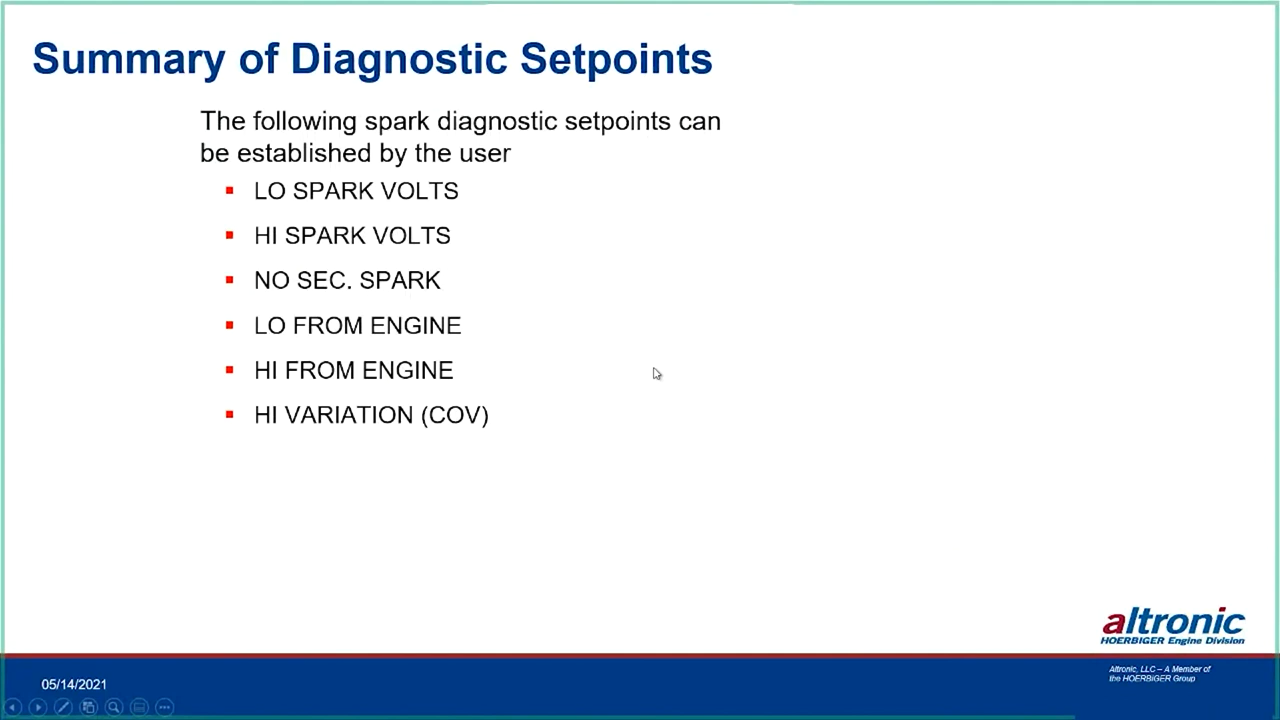 Summary of Diagnostic Setpoints
The following spark diagnostic setpoints can
be established by the user
LO SPARK VOLTS
HI SPARK VOLTS
NO SEC. SPARK
LO FROM ENGINE
HI FROM ENGINE
HI VARIATION (COV)
altronic
HOERBIGER Engine Division
Altronic, LLC – A Member of
the HOERBIGER Group
05/14/2021